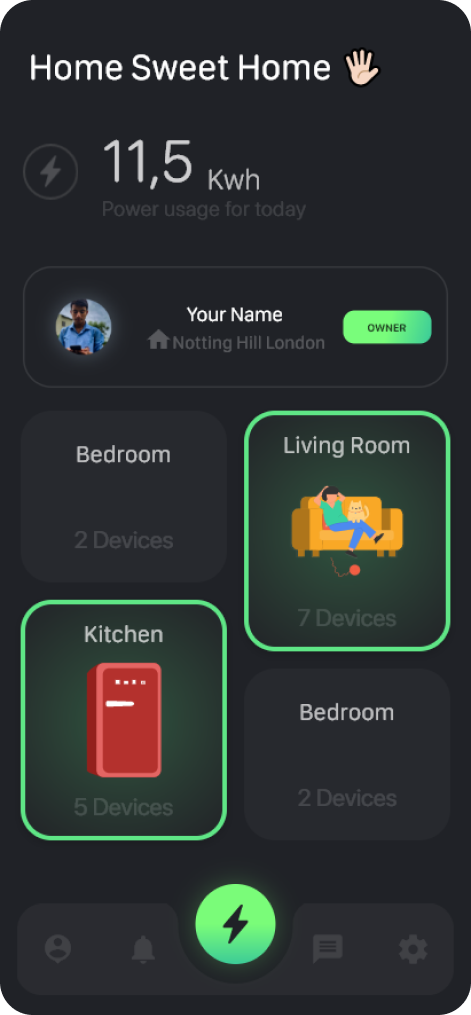 Home Sweet Home 🖐🏻
11,5 Kwh
Power usage for today
Your Name
Notting Hill London
OWNER
Bedroom
2 Devices
Living Room
7 Devices
Kitchen
5 Devices
Bedroom
2 Devices